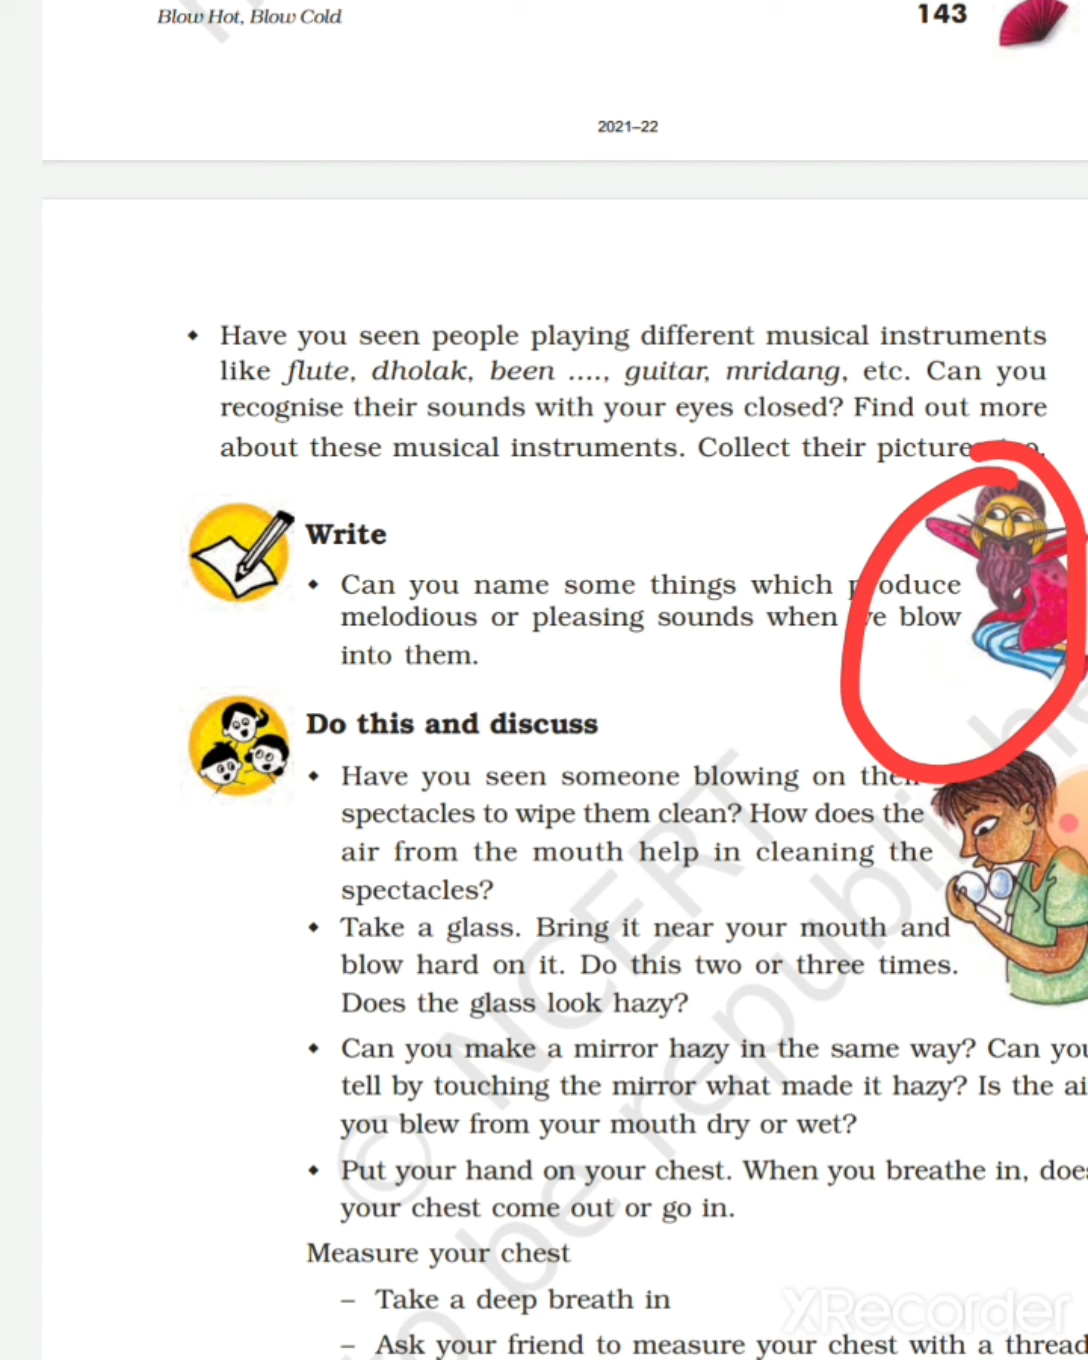 Blow Hot, Blow Cold
143
2021–22
◆ Have you seen people playing different musical instruments
like flute, dholak, been ...., guitar, mridang, etc. Can you
recognise their sounds with your eyes closed? Find out more
about these musical instruments. Collect their picture
Write
◆ Can you name some things which produce
melodious or pleasing sounds when we blow
into them.
Do this and discuss
◆ Have you seen someone blowing on their
spectacles to wipe them clean? How does the
air from the mouth help in cleaning the
spectacles?
◆ Take a glass. Bring it near your mouth and
blow hard on it. Do this two or three times.
Does the glass look hazy?
◆ Can you make a mirror hazy in the same way? Can you
tell by touching the mirror what made it hazy? Is the ai
you blew from your mouth dry or wet?
◆ Put your hand on your chest. When you breathe in, does
your chest come out or go in.
Measure your chest
– Take a deep breath in
– Ask your friend to measure your chest with a thread
© NCERT
be republi
XRecorder